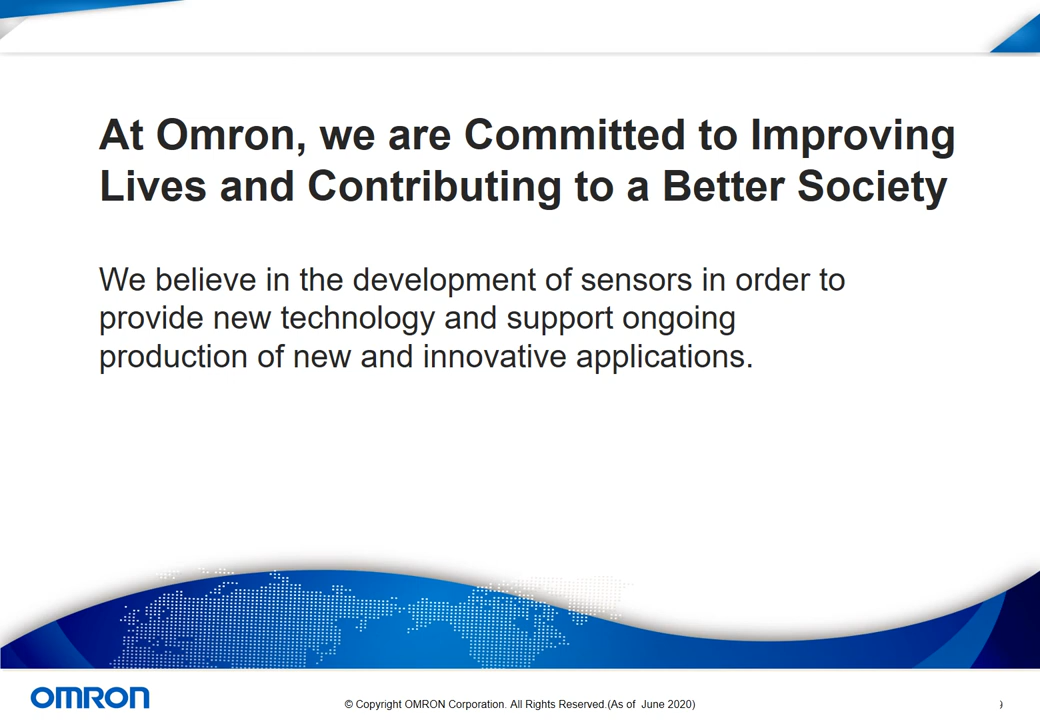 At Omron, we are Committed to Improving
Lives and Contributing to a Better Society
We believe in the development of sensors in order to
provide new technology and support ongoing
production of new and innovative applications.
OMRON
© Copyright OMRON Corporation. All Rights Reserved.(As of June 2020)